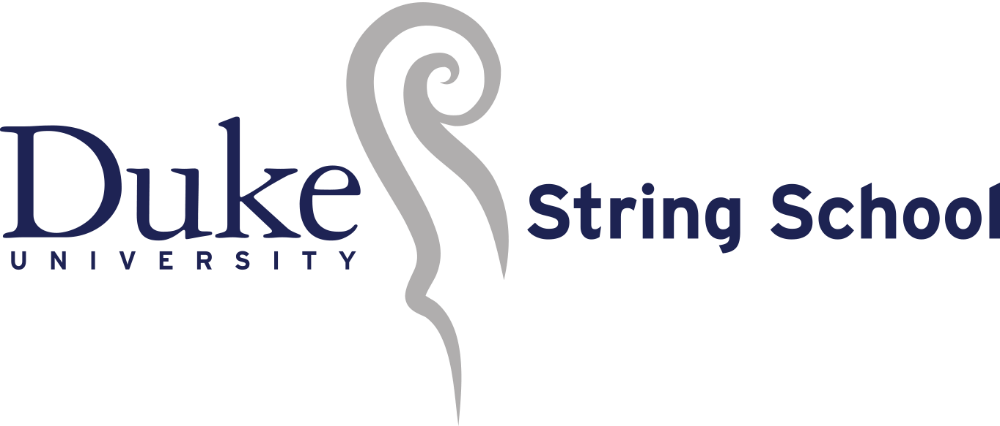 Duke
UNIVERSITY
String School